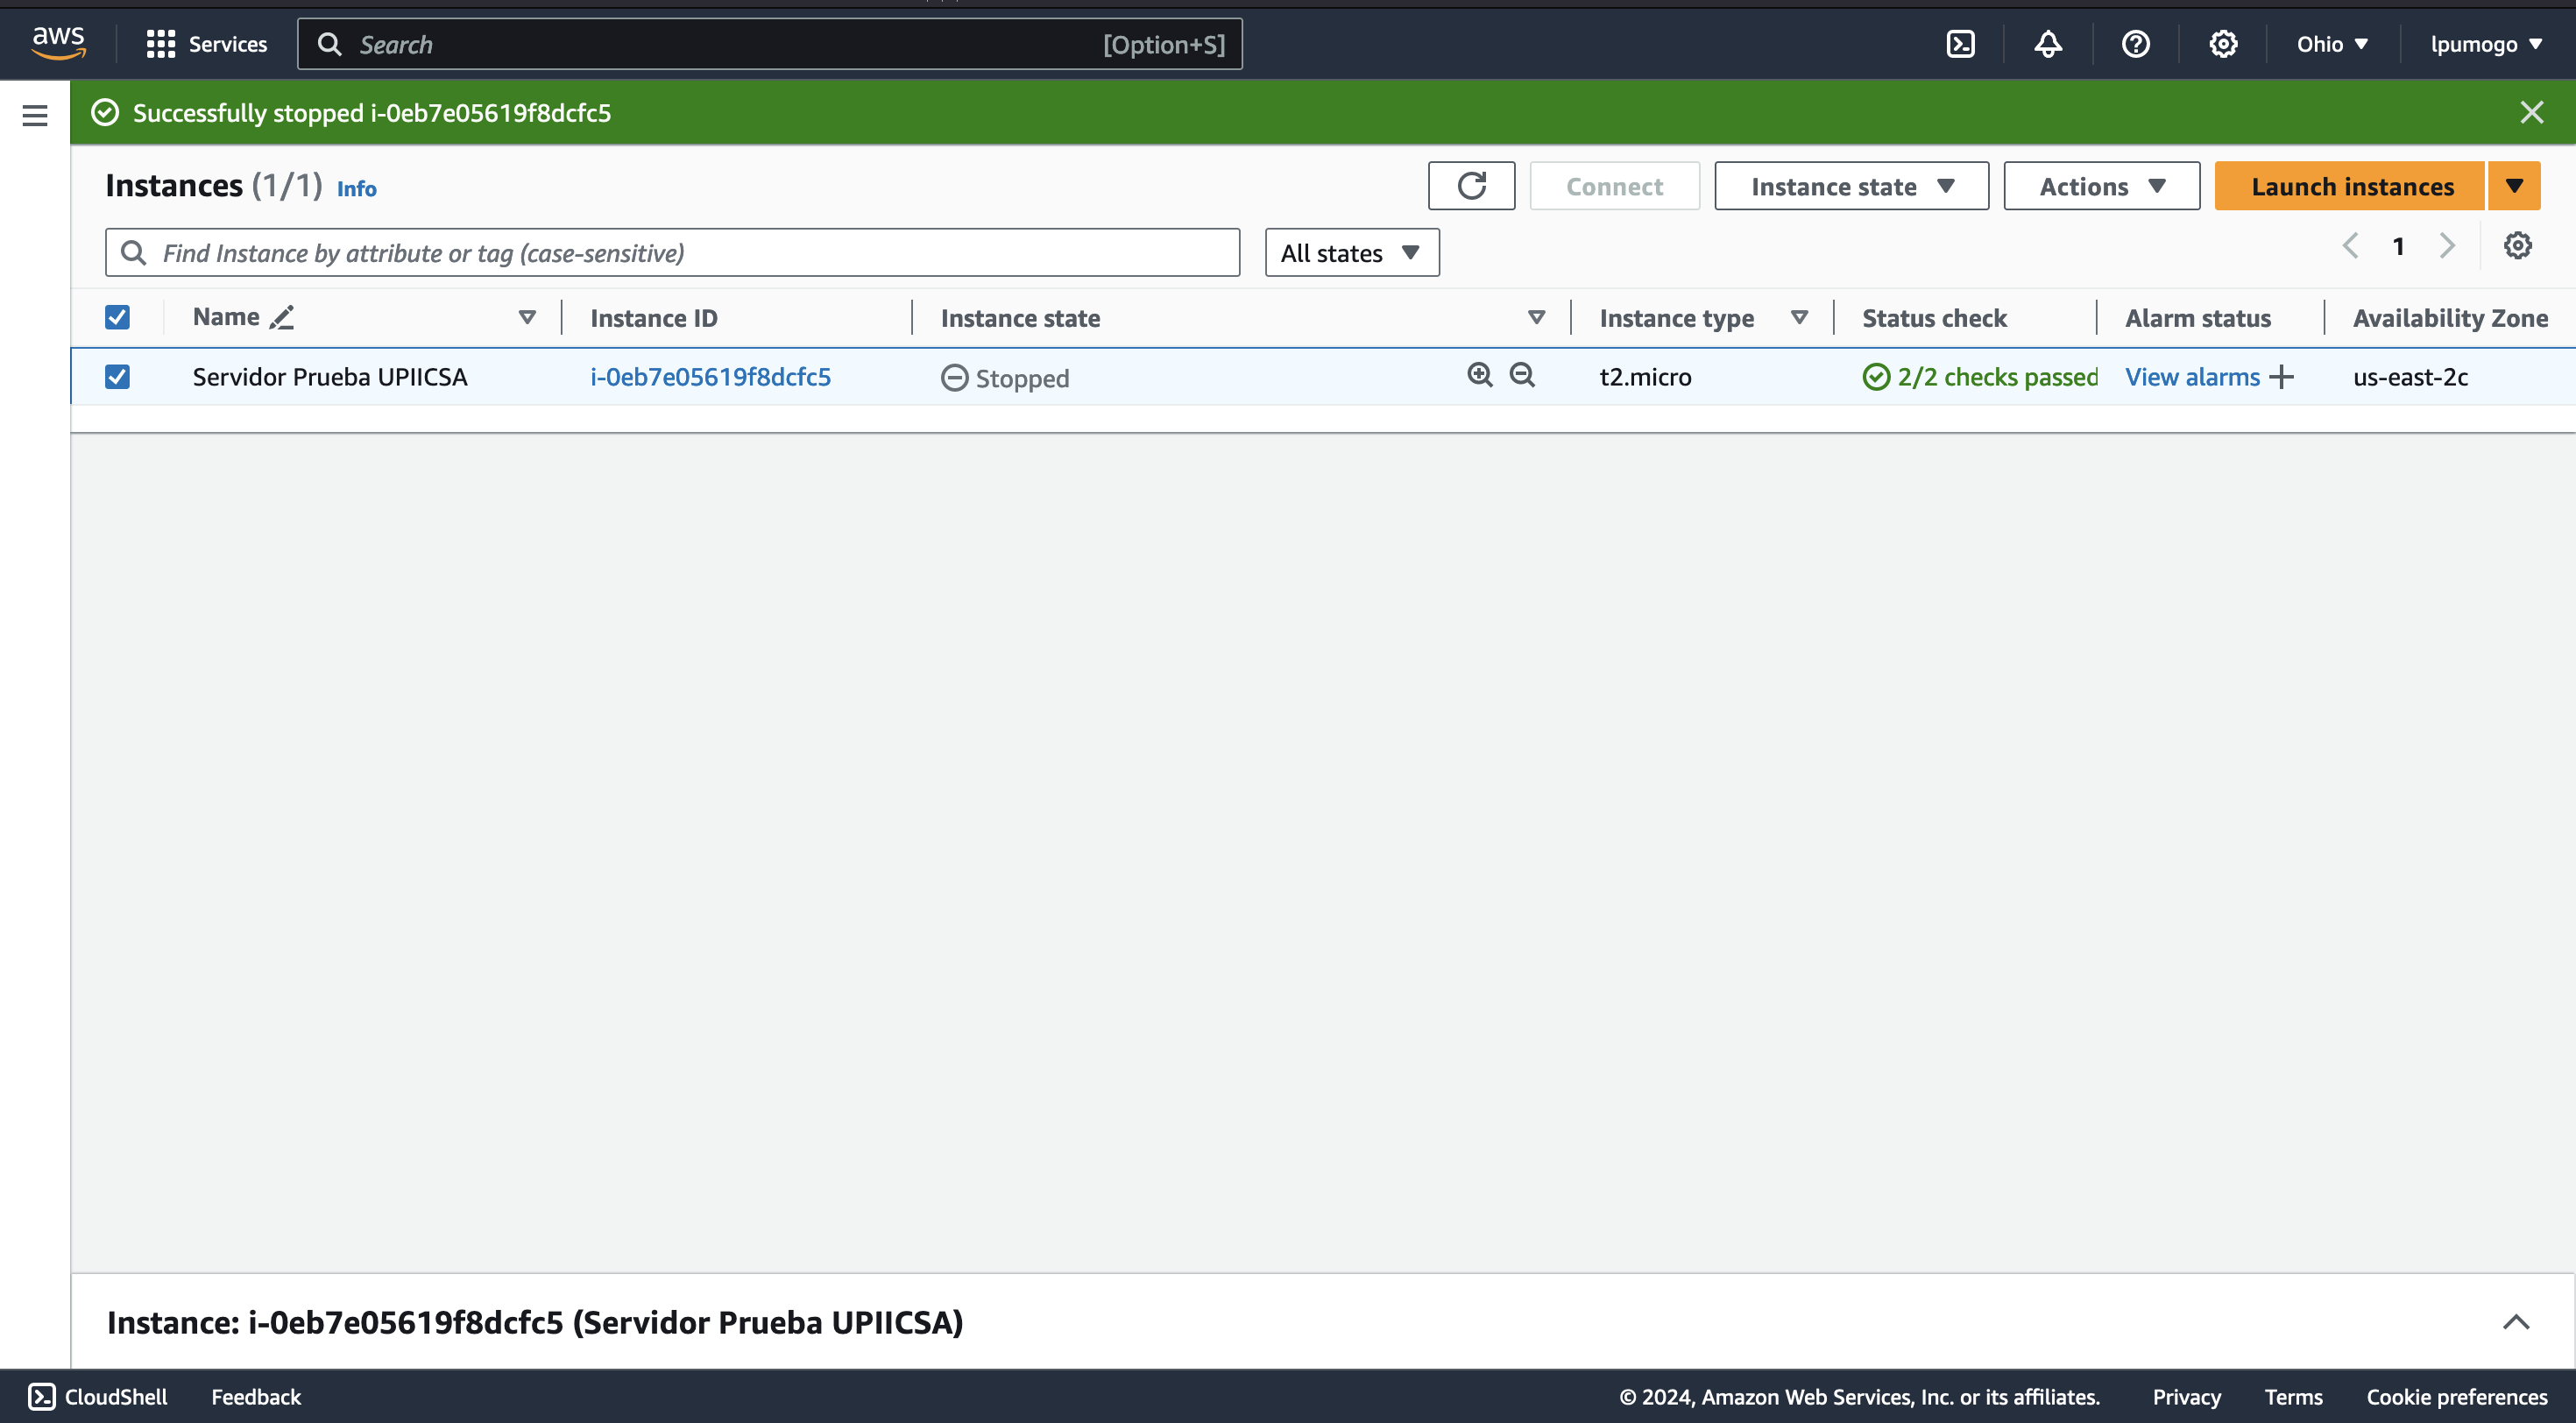 aws Services Search [Option+S] Ohio lpumogo
Successfully stopped i-0eb7e05619f8dcfc5
Instances (1/1) Info Connect Instance state Actions Launch instances
Find Instance by attribute or tag (case-sensitive) All states 1
Name Instance ID Instance state Instance type Status check Alarm status Availability Zone
Servidor Prueba UPIICSA i-0eb7e05619f8dcfc5 Stopped t2.micro 2/2 checks passed View alarms + us-east-2c
Instance: i-0eb7e05619f8dcfc5 (Servidor Prueba UPIICSA)
CloudShell Feedback © 2024, Amazon Web Services, Inc. or its affiliates. Privacy Terms Cookie preferences